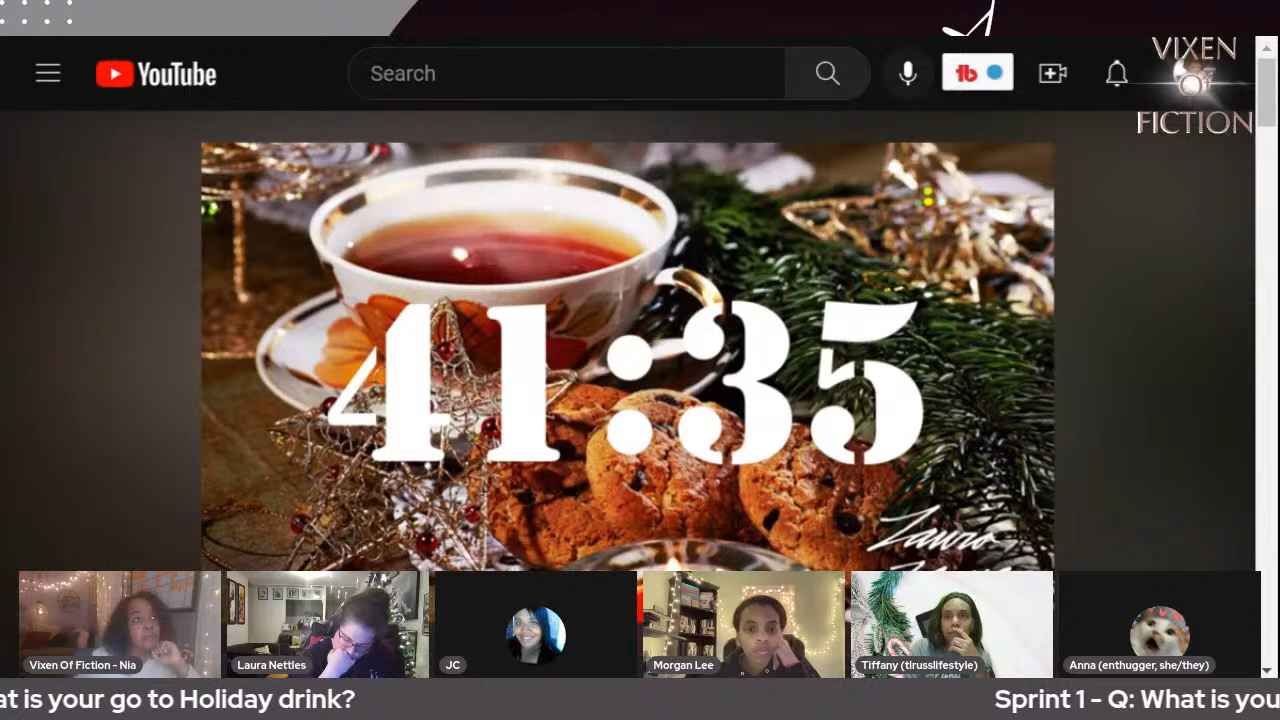 YouTube
Search
VIXEN
Of
FICTION
41:35
Lauro
Vixen Of Fiction - Nia
Laura Nettles
JC
Morgan Lee
Tiffany (tlrusslifestyle)
Anna (enthugger, she/they)
at is your go to Holiday drink?
Sprint 1 - Q: What is you